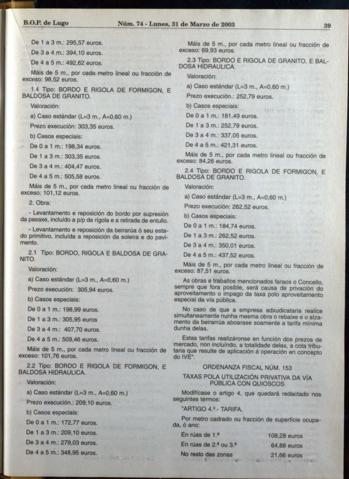 B.O.P. de Lugo
Núm. 74 - Lunes, 31 de Marzo de 2003
39
De 1 a 3 m.: 295,57 euros.
De 3 a 4 m.: 394,10 euros.
De 4 a 5 m.: 492,62 euros.
Máis de 5 m., por cada metro lineal ou fracción de
exceso: 98,52 euros.
1.4 Tipo: BORDO E RIGOLA DE FORMIGON, E
BALDOSA DE GRANITO.
Valoración:
a) Caso estándar (L=3 m., A=0,60 m.)
Prezo execución: 303,35 euros.
b) Casos especiais:
De 0 a 1 m.: 198,34 euros.
De 1 a 3 m.: 303,35 euros.
De 3 a 4 m.: 404,47 euros.
De 4 a 5 m.: 505,58 euros.
Máis de 5 m., por cada metro lineal ou fracción de
exceso: 101,12 euros.
2. Obra:
- Levantamento e reposición do bordo por supresión
da pasaxe, incluído a p/p da rigola e a retirada de entullo.
- Levantamento e reposición da beirarrúa ó seu esta-
do primitivo, incluída a reposición da soleira e do pavi-
mento.
2.1 Tipo: BORDO, RIGOLA E BALDOSA DE GRA-
NITO.
Valoración:
a) Caso estándar (L=3 m., A=0,60 m.)
Prezo execución: 305,94 euros.
b) Casos especiais:
De 0 a 1 m.: 198,99 euros.
De 1 a 3 m.: 305,95 euros
De 3 a 4 m.: 407,70 euros.
De 4 a 5 m.: 509,46 euros.
Máis de 5 m., por cada metro lineal ou fracción de
exceso: 101,76 euros.
2.2 Tipo: BORDO E RIGOLA DE FORMIGON, E
BALDOSA HIDRAULICA.
Valoración:
a) Caso estándar (L=3 m., A=0,60 m.)
Prezo execución.: 209,10 euros.
b) Casos especiais:
De 0 a 1 m.: 172,77 euros.
De 1 a 3 m.: 209,10 euros.
De 3 a 4 m.: 279,03 euros.
De 4 a 5 m.: 348,95 euros.
Máis de 5 m., por cada metro lineal ou fracción de
exceso: 69,93 euros.
2.3 Tipo: BORDO E RIGOLA DE GRANITO, E BAL-
DOSA HIDRAULICA.
Valoración:
a) Caso estándar (L=3 m., A=0,60 m.)
Prezo execución.: 252,79 euros.
b) Casos especiais:
De 0 a 1 m.: 181,49 euros.
De 1 a 3 m.: 252,79 euros.
De 3 a 4 m.: 337,05 euros.
De 4 a 5 m.: 421,31 euros.
Máis de 5 m., por cada metro lineal ou fracción de
exceso: 84,26 euros.
2.4 Tipo: BORDO E RIGOLA DE FORMIGON, E
BALDOSA DE GRANITO.
Valoración:
a) Caso estándar (L=3 m., A=0,60 m.)
Prezo execución: 262,52 euros.
b) Casos especiais:
De 0 a 1 m.: 184,74 euros.
De 1 a 3 m.: 262,52 euros.
De 3 a 4 m.: 350,01 euros.
De 4 a 5 m.: 437,52 euros.
Máis de 5 m., por cada metro lineal ou fracción de
exceso: 87,51 euros.
As obras e traballos mencionados faraos o Concello,
sempre que fora posible, será causa de privación do
aproveitamento o impago da taxa polo aproveitamento
especial da vía pública.
No caso de que a empresa adxudicataria realice
simultaneamente nunha mesma obra o rebaixe e o alza-
mento da beirarrúa aboarase soamente a tarifa mínima
dunha delas.
Estas tarifas realizáronse en función dos prezos de
mercado, non incluíndo, a totalidade delas, a cota tribu-
taria que resulte de aplicación á operación en concepto
do IVE".
ORDENANZA FISCAL NÚM. 153
TAXAS POLA UTILIZACIÓN PRIVATIVA DA VÍA
PÚBLICA CON QUIOSCOS
Modifícase o artigo 4, que quedará redactado nos
seguintes termos:
"ARTIGO 4.º - TARIFA.
Por metro cadrado ou fracción de superficie ocupa-
da, ó ano:
En rúas de 1.ª 108,28 euros
En rúas de 2.ª ou 3.ª 64,88 euros
No resto das zonas 21,66 euros